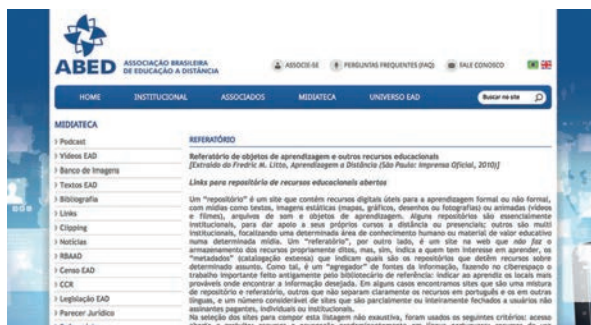 ABED
ASSOCIAÇÃO BRASILEIRA
DE EDUCAÇÃO A DISTÂNCIA
ASSOCIE-SE
PERGUNTAS FREQUENTES (FAQ)
FALE CONOSCO
HOME
INSTITUCIONAL
ASSOCIADOS
MIDIATECA
UNIVERSO EAD
Buscar no site
MIDIATECA
Podcast
Vídeos EAD
Banco de Imagens
Textos EAD
Bibliografia
Links
Clipping
Notícias
RBAAD
Censo EAD
CCR
Legislação EAD
Parecer Jurídico
REFERATÓRIO
Referatório de objetos de aprendizagem e outros recursos educacionais
[Extraído do Fredric M. Litto, Aprendizagem a Distância (São Paulo: Imprensa Oficial, 2010)]
Links para repositório de recursos educacionais abertos
Um "repositório" é um site que contém recursos digitais úteis para a aprendizagem formal ou não formal,
com mídias como textos, imagens estáticas (mapas, gráficos, desenhos ou fotografias) ou animadas (vídeos
e filmes), arquivos de som e objetos de aprendizagem. Alguns repositórios são essencialmente
institucionais, para dar apoio a seus próprios cursos a distância ou presenciais; outros são multi
institucionais, focalizando uma determinada área de conhecimento humano ou material de valor educativo
numa determinada mídia. Um "referatório", por outro lado, é um site na web que não faz o
armazenamento dos recursos propriamente ditos, mas, sim, indica a quem tem interesse em aprender, os
"metadados" (catalogação extensa) que indicam quais são os repositórios que detêm recursos sobre
determinado assunto. Como tal, é um "agregador" de fontes da informação, fazendo no ciberespaço o
trabalho importante feito antigamente pelo bibliotecário de referência: indicar ao aprendiz os locais mais
prováveis onde encontrar a informação desejada. Em alguns casos encontramos sites que são uma mistura
de repositório e referatório, outros que não separam claramente os recursos em português e os em outras
línguas, e um número considerável de sites que são parcialmente ou inteiramente fechados a usuários não
assinantes pagantes, individuais ou institucionais.
Na seleção dos sites para compor esta listagem não exaustiva, foram usados os seguintes critérios: acesso